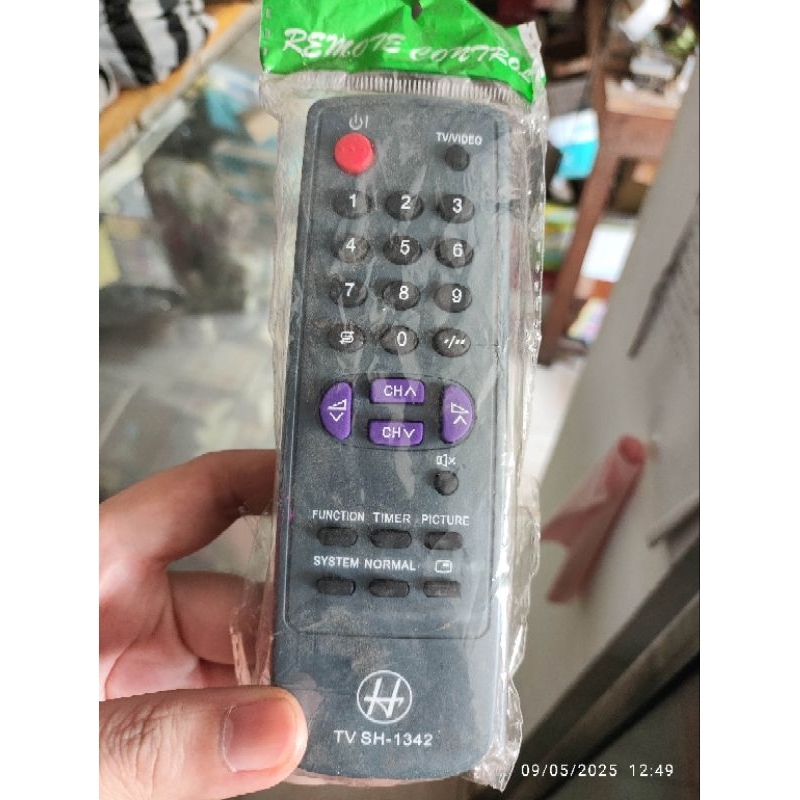 REMOTE CONTROL
TV/VIDEO
1 2 3
4 5 6
7 8 9
0 -/--
CH
CH
FUNCTION TIMER PICTURE
SYSTEM NORMAL
H
TV SH-1342
09/05/2025 12:49